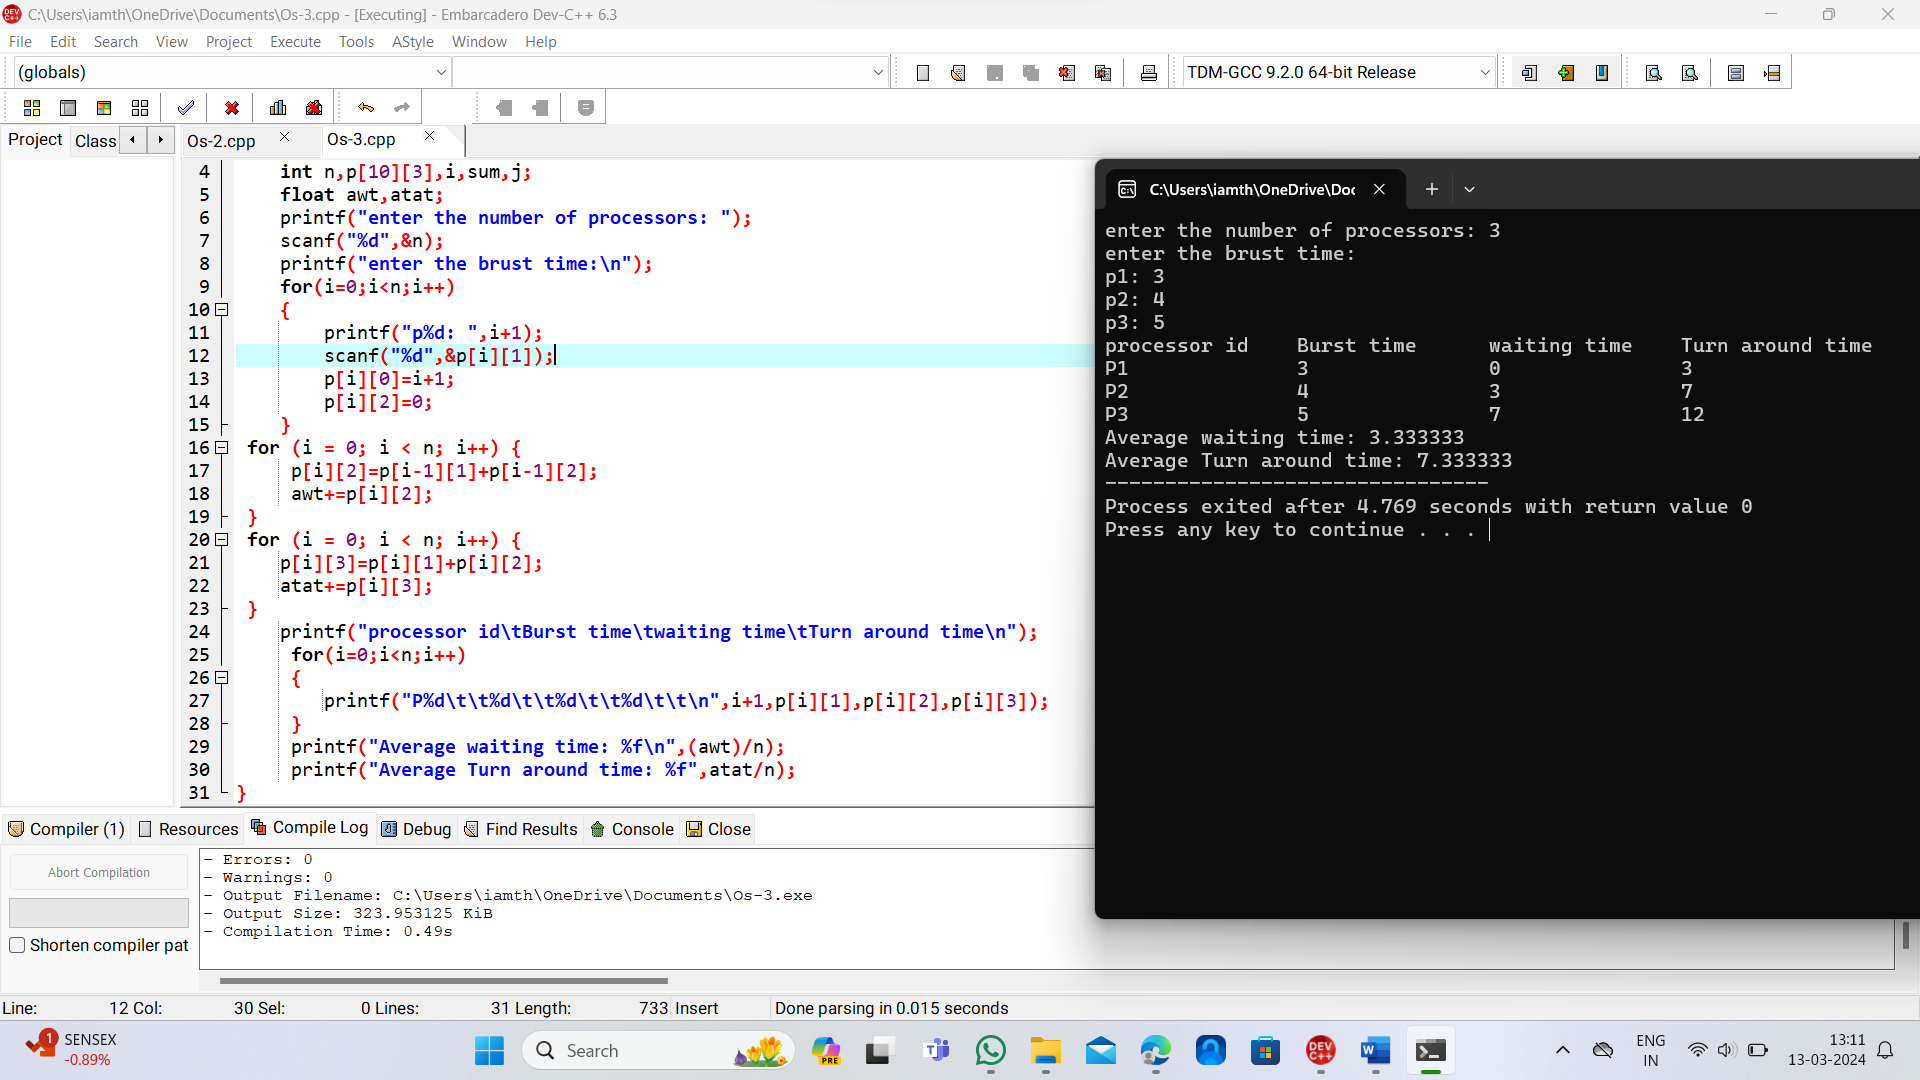 C:\Users\iamth\OneDrive\Documents\Os-3.cpp - [Executing] - Embarcadero Dev-C++ 6.3
File Edit Search View Project Execute Tools AStyle Window Help
(globals)
TDM-GCC 9.2.0 64-bit Release
Project Class Os-2.cpp Os-3.cpp
4 int n,p[10][3],i,sum,j;
5 float awt,atat;
6 printf("enter the number of processors: ");
7 scanf("%d",&n);
8 printf("enter the brust time:\n");
9 for(i=0;i<n;i++)
10 {
11 printf("p%d: ",i+1);
12 scanf("%d",&p[i][1]);
13 p[i][0]=i+1;
14 p[i][2]=0;
15 }
16 for (i = 0; i < n; i++) {
17 p[i][2]=p[i-1][1]+p[i-1][2];
18 awt+=p[i][2];
19 }
20 for (i = 0; i < n; i++) {
21 p[i][3]=p[i][1]+p[i][2];
22 atat+=p[i][3];
23 }
24 printf("processor id\tBurst time\twaiting time\tTurn around time\n");
25 for(i=0;i<n;i++)
26 {
27 printf("P%d\t\t%d\t\t%d\t\t%d\t\t\n",i+1,p[i][1],p[i][2],p[i][3]);
28 }
29 printf("Average waiting time: %f\n",(awt)/n);
30 printf("Average Turn around time: %f",atat/n);
31 }
C:\Users\iamth\OneDrive\Doc
enter the number of processors: 3
enter the brust time:
p1: 3
p2: 4
p3: 5
processor id Burst time waiting time Turn around time
P1 3 0 3
P2 4 3 7
P3 5 7 12
Average waiting time: 3.333333
Average Turn around time: 7.333333
--------------------------------
Process exited after 4.769 seconds with return value 0
Press any key to continue . . .
Compiler (1) Resources Compile Log Debug Find Results Console Close
Abort Compilation
Shorten compiler pat
- Errors: 0
- Warnings: 0
- Output Filename: C:\Users\iamth\OneDrive\Documents\Os-3.exe
- Output Size: 323.953125 KiB
- Compilation Time: 0.49s
Line: 12 Col: 30 Sel: 0 Lines: 31 Length: 733 Insert Done parsing in 0.015 seconds
1 SENSEX
-0.89%
Search
PRE
DEV C++
ENG
IN
13:11
13-03-2024